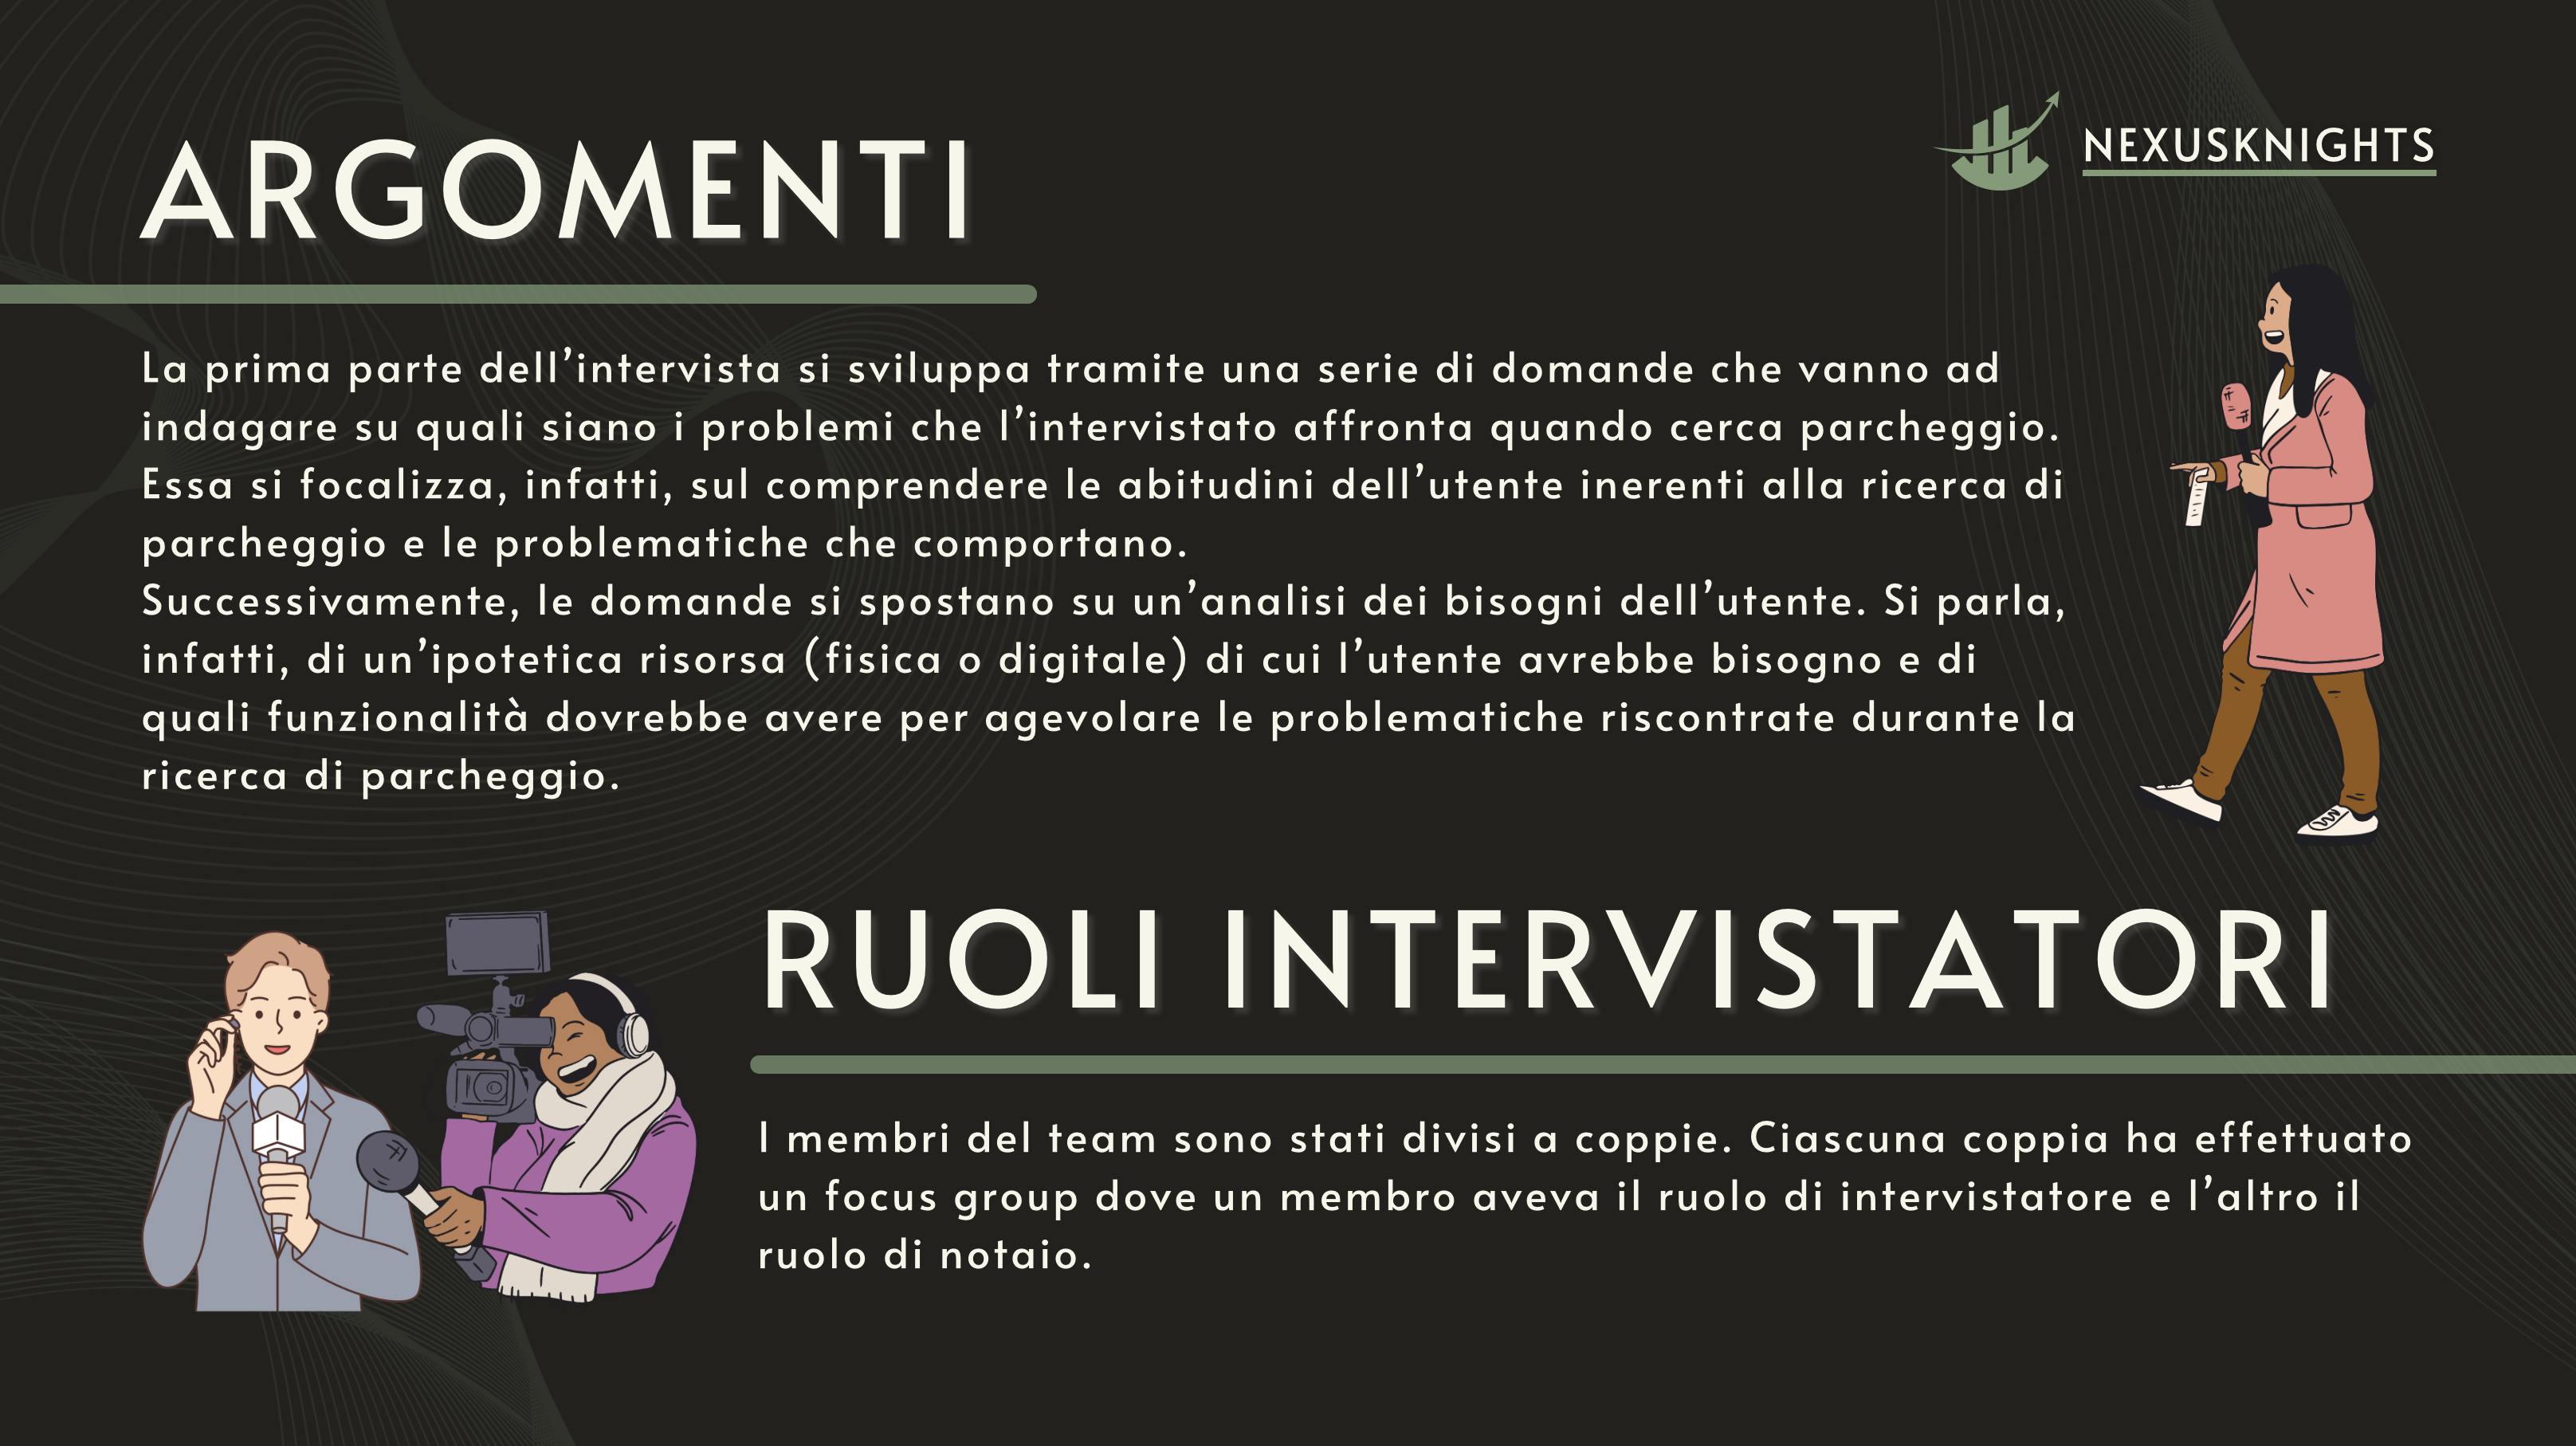 ARGOMENTI
NEXUSKNIGHTS
La prima parte dell’intervista si sviluppa tramite una serie di domande che vanno ad
indagare su quali siano i problemi che l’intervistato affronta quando cerca parcheggio.
Essa si focalizza, infatti, sul comprendere le abitudini dell’utente inerenti alla ricerca di
parcheggio e le problematiche che comportano.
Successivamente, le domande si spostano su un’analisi dei bisogni dell’utente. Si parla,
infatti, di un’ipotetica risorsa (fisica o digitale) di cui l’utente avrebbe bisogno e di
quali funzionalità dovrebbe avere per agevolare le problematiche riscontrate durante la
ricerca di parcheggio.
RUOLI INTERVISTATORI
I membri del team sono stati divisi a coppie. Ciascuna coppia ha effettuato
un focus group dove un membro aveva il ruolo di intervistatore e l’altro il
ruolo di notaio.